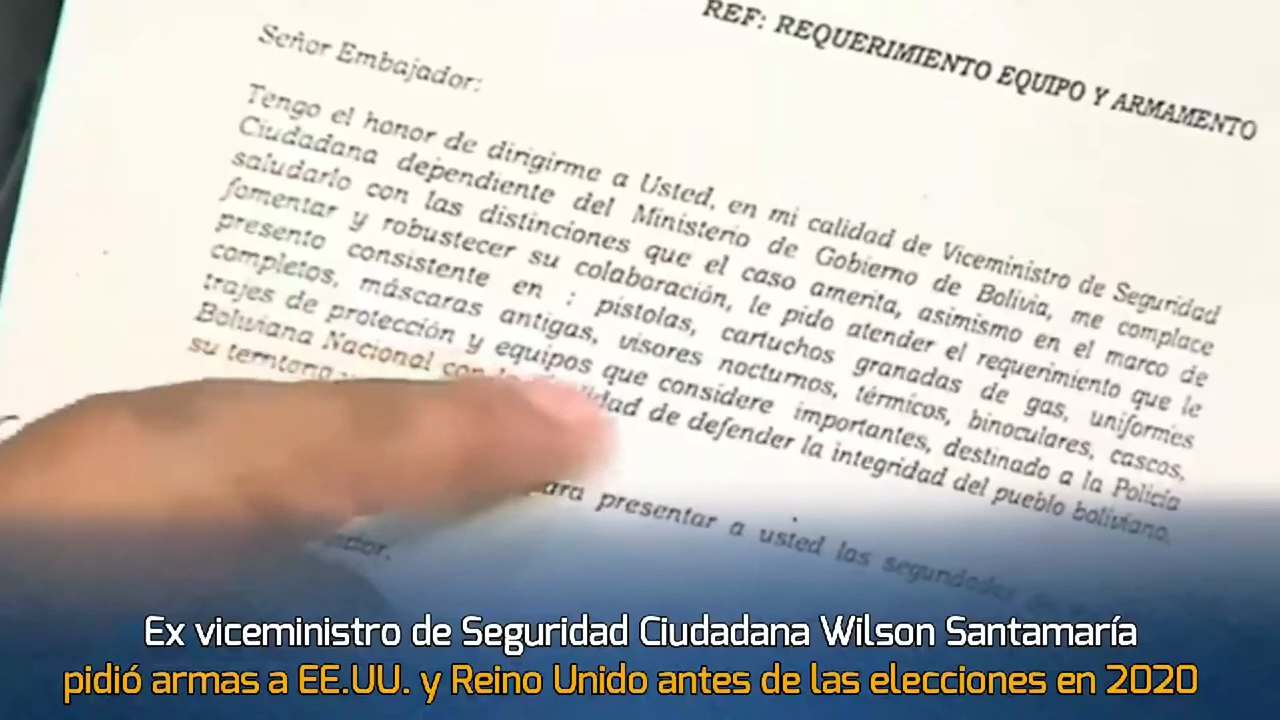 REF: REQUERIMIENTO EQUIPO Y ARMAMENTO
Señor Embajador:
Tengo el honor de dirigirme a Usted, en mi calidad de Viceministro de Seguridad
Ciudadana dependiente del Ministerio de Gobierno de Bolivia, me complace
saludarlo con las distinciones que el caso amerita, asimismo en el marco de
fomentar y robustecer su colaboración, le pido atender el requerimiento que le
presento consistente en : pistolas, cartuchos granadas de gas, uniformes
completos, máscaras antigas, visores nocturnos, térmicos, binoculares, cascos,
trajes de protección y equipos que considere importantes, destinado a la Policía
Boliviana Nacional con de defender la integridad del pueblo boliviano,
su
presentar a usted las
Ex viceministro de Seguridad Ciudadana Wilson Santamaría
pidió armas a EE.UU. y Reino Unido antes de las elecciones en 2020